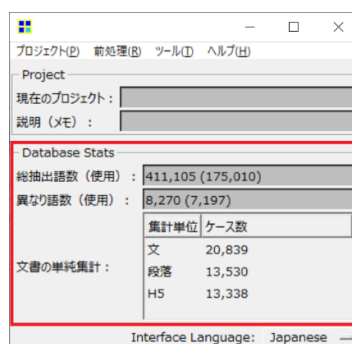 プロジェクト(P) 前処理(R) ツール(T) ヘルプ(H)
Project
現在のプロジェクト：
説明（メモ）：
Database Stats
総抽出語数（使用）： 411,105 (175,010)
異なり語数（使用）： 8,270 (7,197)
文書の単純集計：
集計単位 ケース数
文 20,839
段落 13,530
H5 13,338
Interface Language: Japanese